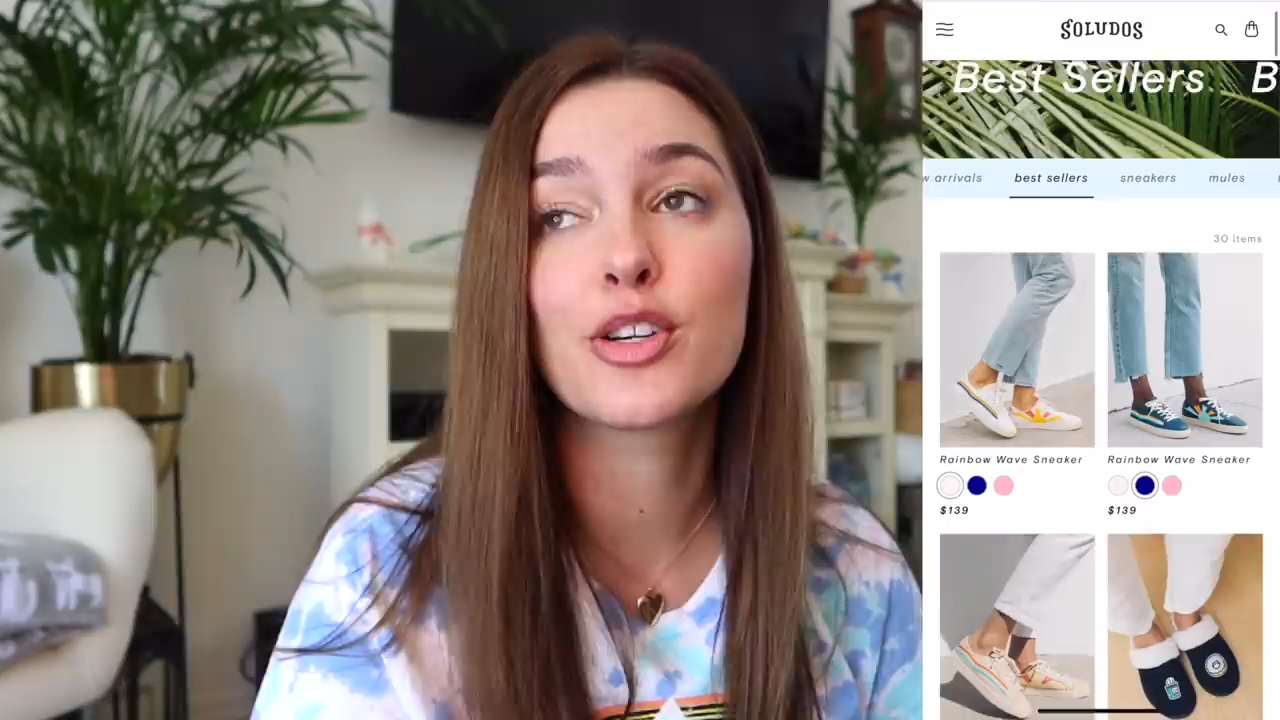 SOLUDOS
Best Sellers
B
w arrivals
best sellers
sneakers
mules
30 items
Rainbow Wave Sneaker
$139
Rainbow Wave Sneaker
$139